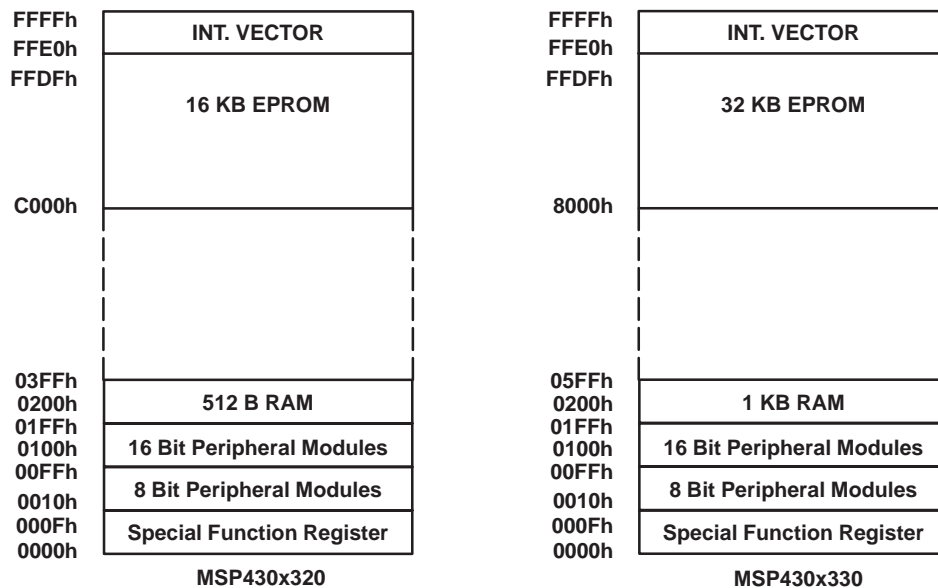 FFFFh
INT. VECTOR
FFE0h
FFDFh
16 KB EPROM
C000h
03FFh
512 B RAM
0200h
01FFh
16 Bit Peripheral Modules
0100h
00FFh
8 Bit Peripheral Modules
0010h
000Fh
Special Function Register
0000h
MSP430x320
FFFFh
INT. VECTOR
FFE0h
FFDFh
32 KB EPROM
8000h
05FFh
1 KB RAM
0200h
01FFh
16 Bit Peripheral Modules
0100h
00FFh
8 Bit Peripheral Modules
0010h
000Fh
Special Function Register
0000h
MSP430x330